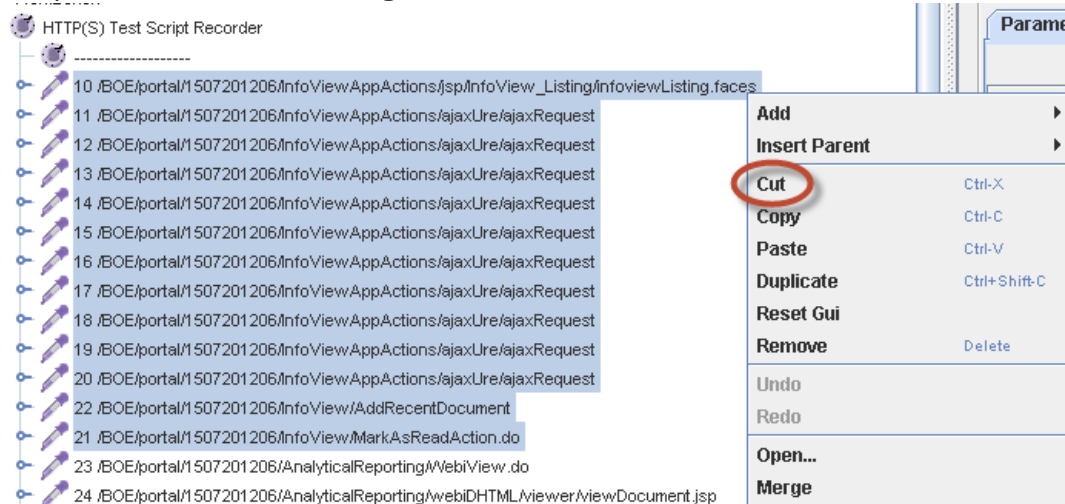 HTTP(S) Test Script Recorder
-------------------
10 /BOE/portal/1507201206/InfoViewAppActions/jsp/InfoView_Listing/infoviewListing.faces
11 /BOE/portal/1507201206/InfoViewAppActions/ajaxUre/ajaxRequest
12 /BOE/portal/1507201206/InfoViewAppActions/ajaxUre/ajaxRequest
13 /BOE/portal/1507201206/InfoViewAppActions/ajaxUre/ajaxRequest
14 /BOE/portal/1507201206/InfoViewAppActions/ajaxUre/ajaxRequest
15 /BOE/portal/1507201206/InfoViewAppActions/ajaxUre/ajaxRequest
16 /BOE/portal/1507201206/InfoViewAppActions/ajaxUre/ajaxRequest
17 /BOE/portal/1507201206/InfoViewAppActions/ajaxUre/ajaxRequest
18 /BOE/portal/1507201206/InfoViewAppActions/ajaxUre/ajaxRequest
19 /BOE/portal/1507201206/InfoViewAppActions/ajaxUre/ajaxRequest
20 /BOE/portal/1507201206/InfoViewAppActions/ajaxUre/ajaxRequest
22 /BOE/portal/1507201206/InfoView/AddRecentDocument
21 /BOE/portal/1507201206/InfoView/MarkAsReadAction.do
23 /BOE/portal/1507201206/AnalyticalReporting/WebiView.do
24 /BOE/portal/1507201206/AnalyticalReporting/webiDHTML/viewer/viewDocument.jsp
Parame
Add
Insert Parent
Cut Ctrl-X
Copy Ctrl-C
Paste Ctrl-V
Duplicate Ctrl+Shift-C
Reset Gui
Remove Delete
Undo
Redo
Open...
Merge